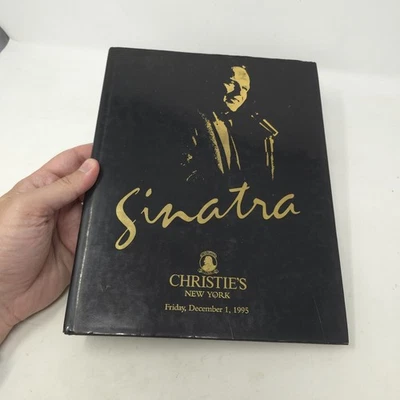 Sinatra
CHRISTIE'S
NEW YORK
Friday, December 1, 1995